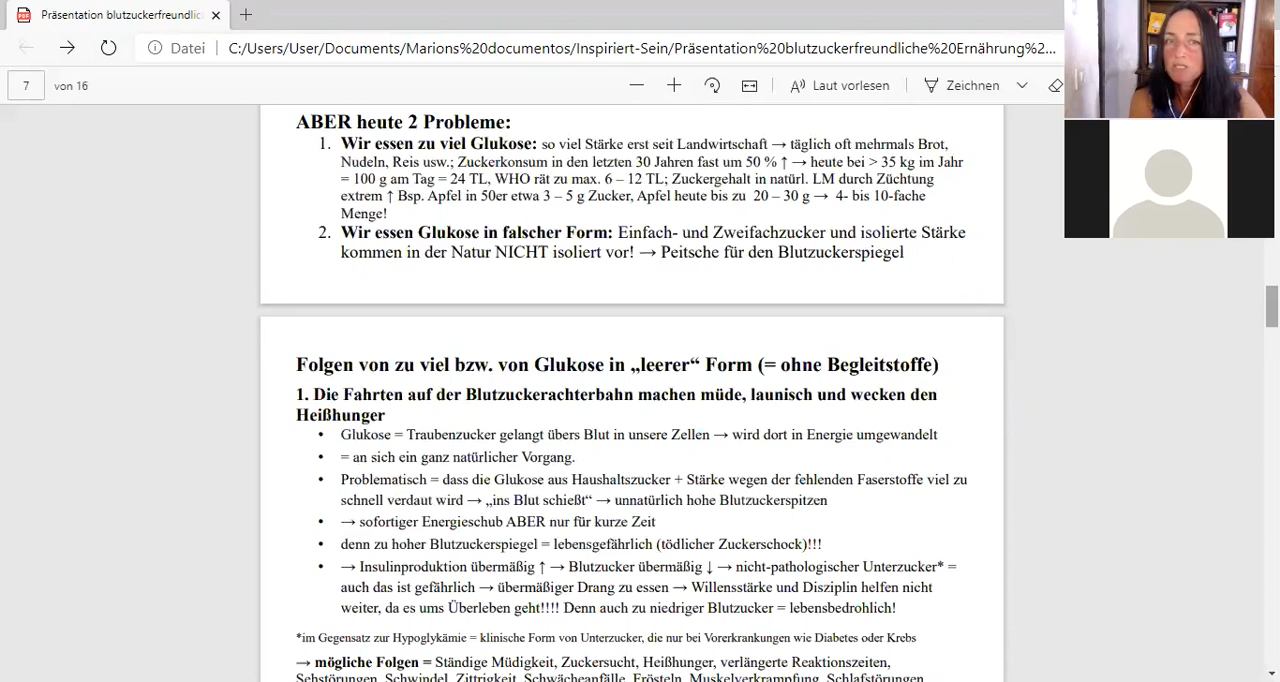 Präsentation blutzuckerfreundlic
Datei
C:/Users/User/Documents/Marions%20documentos/Inspiriert-Sein/Präsentation%20blutzuckerfreundliche%20Ernährung%2...
7
von 16
Laut vorlesen
Zeichnen
ABER heute 2 Probleme:
1. Wir essen zu viel Glukose: so viel Stärke erst seit Landwirtschaft → täglich oft mehrmals Brot,
Nudeln, Reis usw.; Zuckerkonsum in den letzten 30 Jahren fast um 50 % ↑ → heute bei > 35 kg im Jahr
= 100 g am Tag = 24 TL, WHO rät zu max. 6 – 12 TL; Zuckergehalt in natürl. LM durch Züchtung
extrem ↑ Bsp. Apfel in 50er etwa 3 – 5 g Zucker, Apfel heute bis zu 20 – 30 g → 4- bis 10-fache
Menge!
2. Wir essen Glukose in falscher Form: Einfach- und Zweifachzucker und isolierte Stärke
kommen in der Natur NICHT isoliert vor! → Peitsche für den Blutzuckerspiegel
Folgen von zu viel bzw. von Glukose in „leerer“ Form (= ohne Begleitstoffe)
1. Die Fahrten auf der Blutzuckerachterbahn machen müde, launisch und wecken den
Heißhunger
• Glukose = Traubenzucker gelangt übers Blut in unsere Zellen → wird dort in Energie umgewandelt
• = an sich ein ganz natürlicher Vorgang.
• Problematisch = dass die Glukose aus Haushaltszucker + Stärke wegen der fehlenden Faserstoffe viel zu
schnell verdaut wird → „ins Blut schießt“ → unnatürlich hohe Blutzuckerspitzen
• → sofortiger Energieschub ABER nur für kurze Zeit
• denn zu hoher Blutzuckerspiegel = lebensgefährlich (tödlicher Zuckerschock)!!!
• → Insulinproduktion übermäßig ↑ → Blutzucker übermäßig ↓ → nicht-pathologischer Unterzucker* =
auch das ist gefährlich → übermäßiger Drang zu essen → Willensstärke und Disziplin helfen nicht
weiter, da es ums Überleben geht!!!! Denn auch zu niedriger Blutzucker = lebensbedrohlich!
*im Gegensatz zur Hypoglykämie = klinische Form von Unterzucker, die nur bei Vorerkrankungen wie Diabetes oder Krebs
→ mögliche Folgen = Ständige Müdigkeit, Zuckersucht, Heißhunger, verlängerte Reaktionszeiten,
Sehstörungen, Schwindel, Zittrigkeit, Schwächeanfälle, Frösteln, Muskelverkrampfung, Schlafstörungen